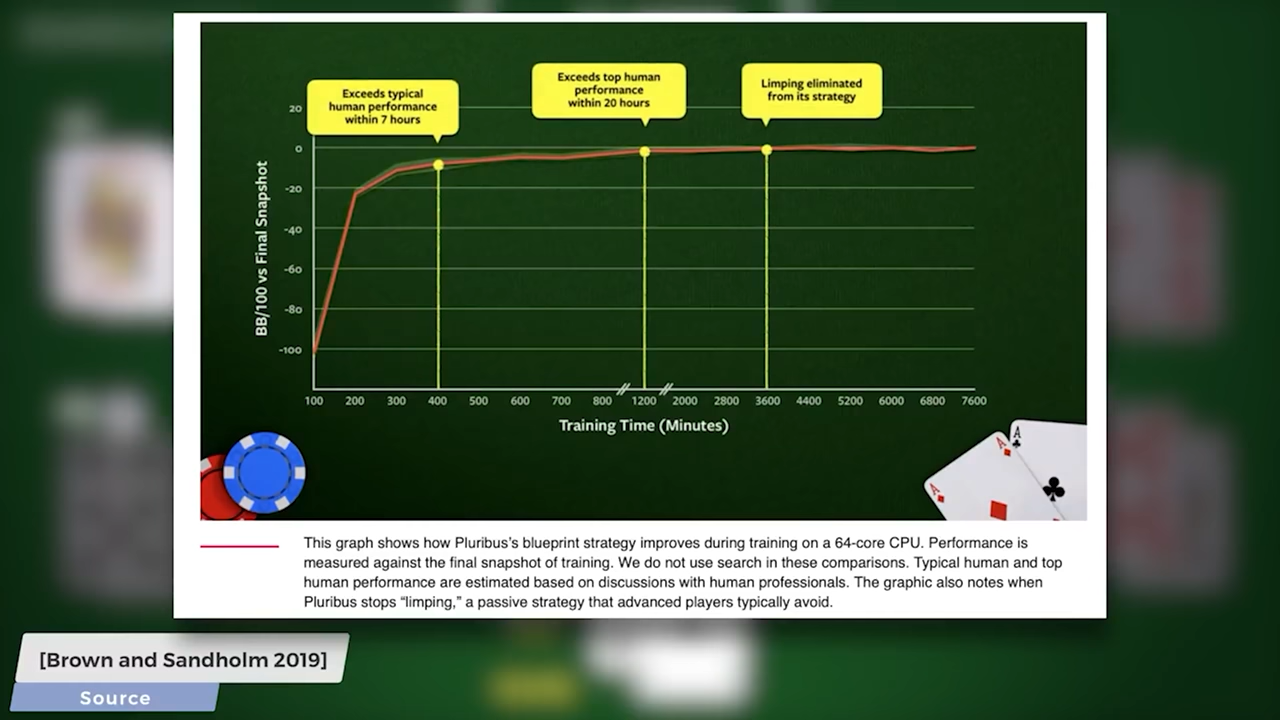 Exceeds typical
human performance
within 7 hours
Exceeds top human
performance
within 20 hours
Limping eliminated
from its strategy
20
0
-20
-40
-60
-80
-100
BB/100 vs Final Snapshot
100 200 300 400 500 600 700 800 1200 2000 2800 3600 4400 5200 6000 6800 7600
Training Time (Minutes)
A
A
A
This graph shows how Pluribus's blueprint strategy improves during training on a 64-core CPU. Performance is
measured against the final snapshot of training. We do not use search in these comparisons. Typical human and top
human performance are estimated based on discussions with human professionals. The graphic also notes when
Pluribus stops “limping,” a passive strategy that advanced players typically avoid.
[Brown and Sandholm 2019]
Source